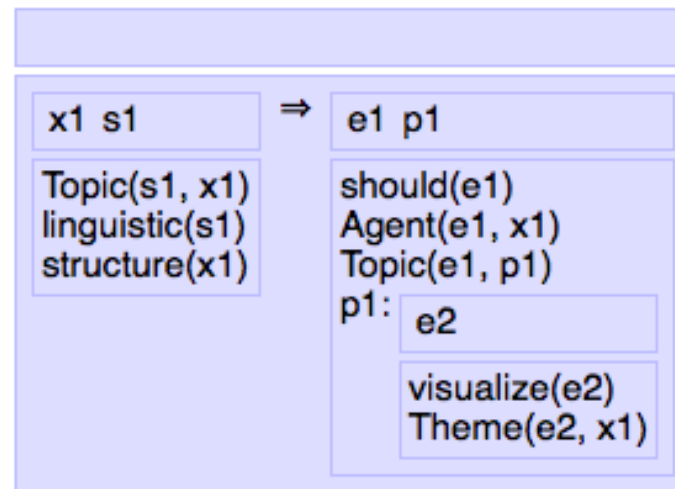 x1 s1 ⇒ e1 p1
Topic(s1, x1)
linguistic(s1)
structure(x1)
should(e1)
Agent(e1, x1)
Topic(e1, p1)
p1: e2
visualize(e2)
Theme(e2, x1)